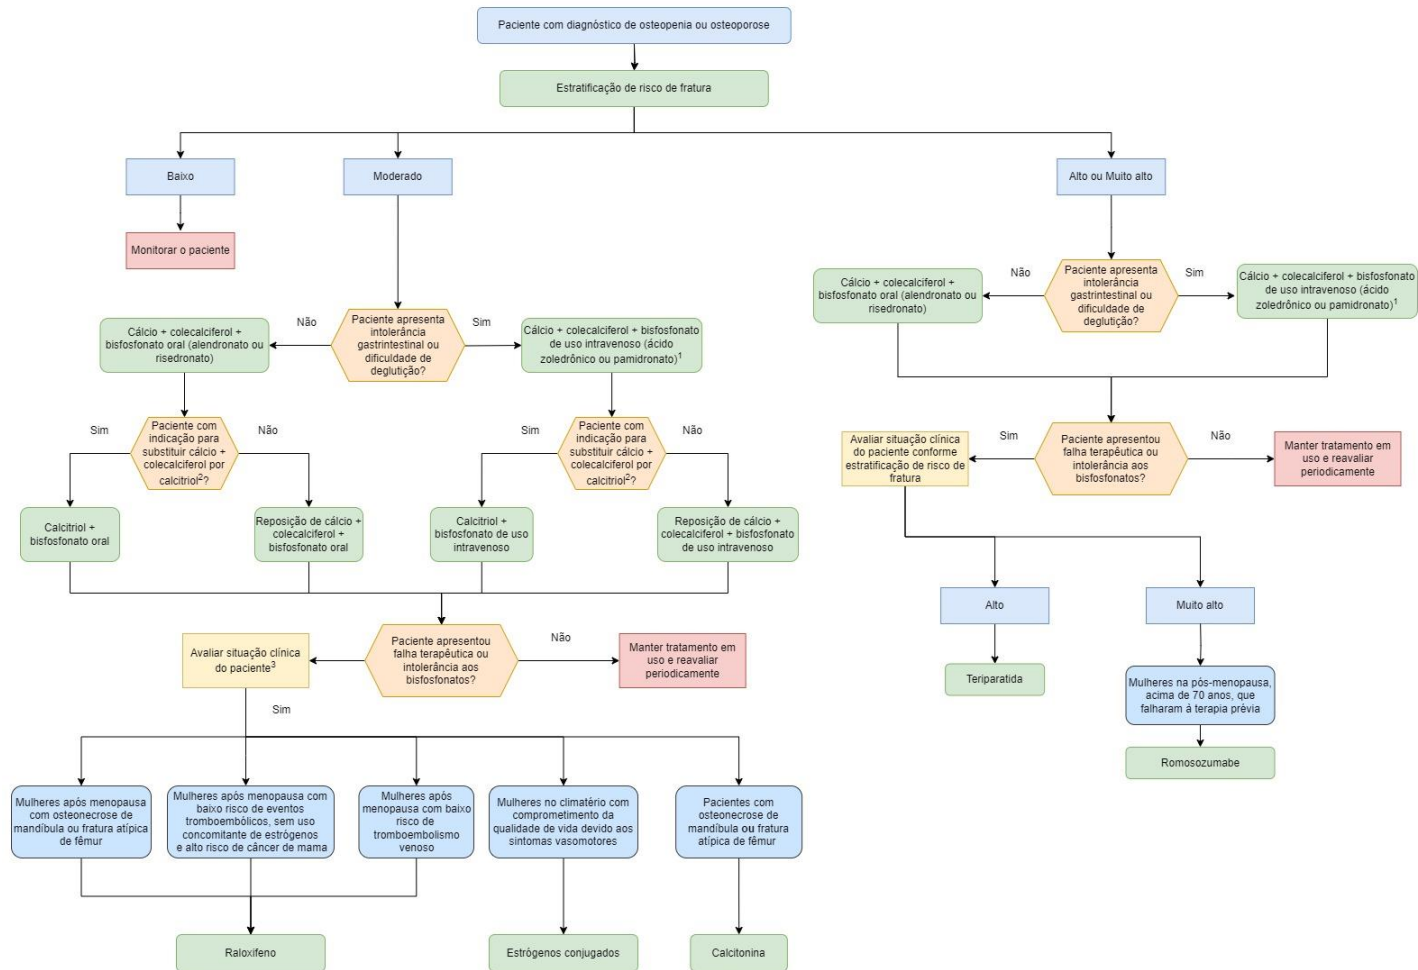 Paciente com diagnóstico de osteopenia ou osteoporose
Estratificação de risco de fratura
Baixo
Moderado
Alto ou Muito alto
Monitorar o paciente
Paciente apresenta
intolerância
gastrintestinal ou
dificuldade de
deglutição?
Não
Sim
Cálcio + colecalciferol +
bisfosfonato oral (alendronato ou
risedronato)
Cálcio + colecalciferol + bisfosfonato
de uso intravenoso (ácido
zoledrônico ou pamidronato)¹
Paciente com
indicação para
substituir cálcio +
colecalciferol por
calcitriol²?
Sim
Não
Paciente com
indicação para
substituir cálcio +
colecalciferol por
calcitriol²?
Sim
Não
Calcitriol +
bisfosfonato oral
Reposição de cálcio +
colecalciferol +
bisfosfonato oral
Calcitriol +
bisfosfonato de uso
intravenoso
Reposição de cálcio +
colecalciferol + bisfosfonato
de uso intravenoso
Avaliar situação clínica
do paciente³
Paciente apresentou
falha terapêutica ou
intolerância aos
bisfosfonatos?
Não
Manter tratamento em
uso e reavaliar
periodicamente
Sim
Mulheres após menopausa
com osteonecrose de
mandíbula ou fratura atípica
de fêmur
Mulheres após menopausa com
baixo risco de eventos
tromboembólicos, sem uso
concomitante de estrógenos
e alto risco de câncer de mama
Mulheres após
menopausa com baixo
risco de
tromboembolismo
venoso
Mulheres no climatério com
comprometimento da
qualidade de vida devido aos
sintomas vasomotores
Pacientes com
osteonecrose de
mandíbula ou fratura
atípica de fêmur
Raloxifeno
Estrógenos conjugados
Calcitonina
Cálcio + colecalciferol +
bisfosfonato oral (alendronato ou
risedronato)
Não
Paciente apresenta
intolerância
gastrintestinal ou
dificuldade de
deglutição?
Sim
Cálcio + colecalciferol + bisfosfonato
de uso intravenoso (ácido
zoledrônico ou pamidronato)¹
Avaliar situação clínica
do paciente conforme
estratificação de risco de
fratura
Sim
Paciente apresentou
falha terapêutica ou
intolerância aos
bisfosfonatos?
Não
Manter tratamento em
uso e reavaliar
periodicamente
Alto
Muito alto
Teriparatida
Mulheres na pós-menopausa,
acima de 70 anos, que
falharam à terapia prévia
Romosozumabe